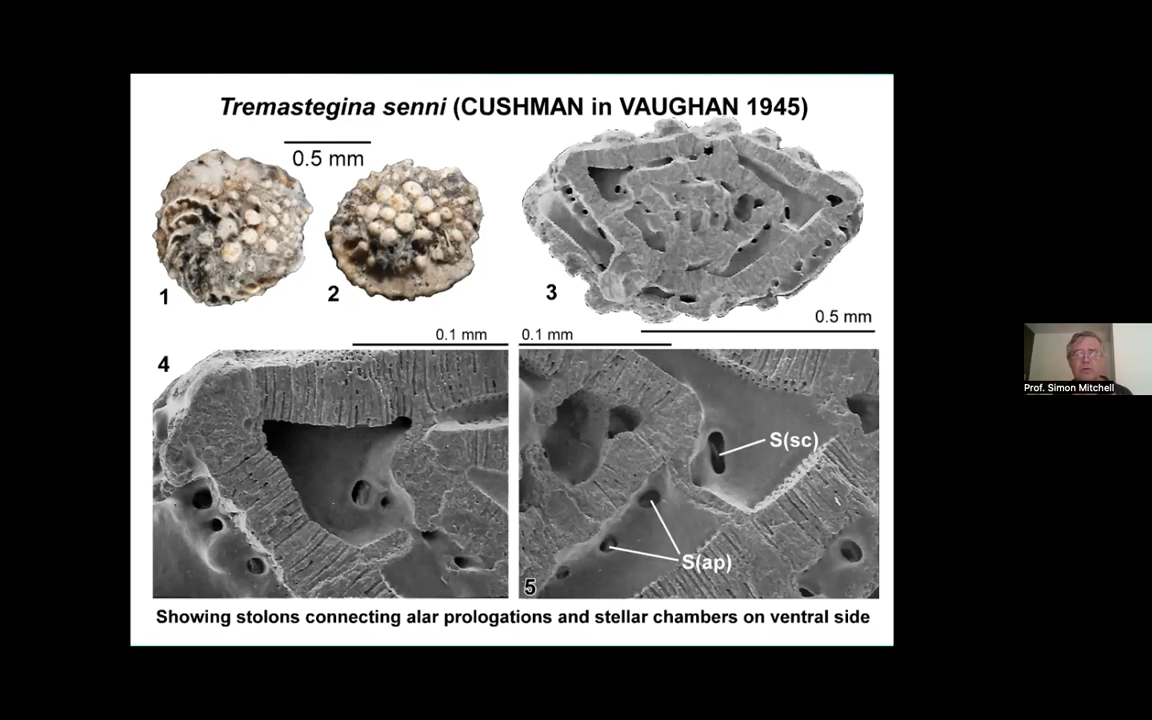 Tremastegina senni (CUSHMAN in VAUGHAN 1945)
0.5 mm
1
2
3
0.5 mm
0.1 mm
0.1 mm
4
S(sc)
S(ap)
5
Showing stolons connecting alar prologations and stellar chambers on ventral side
Prof. Simon Mitchell